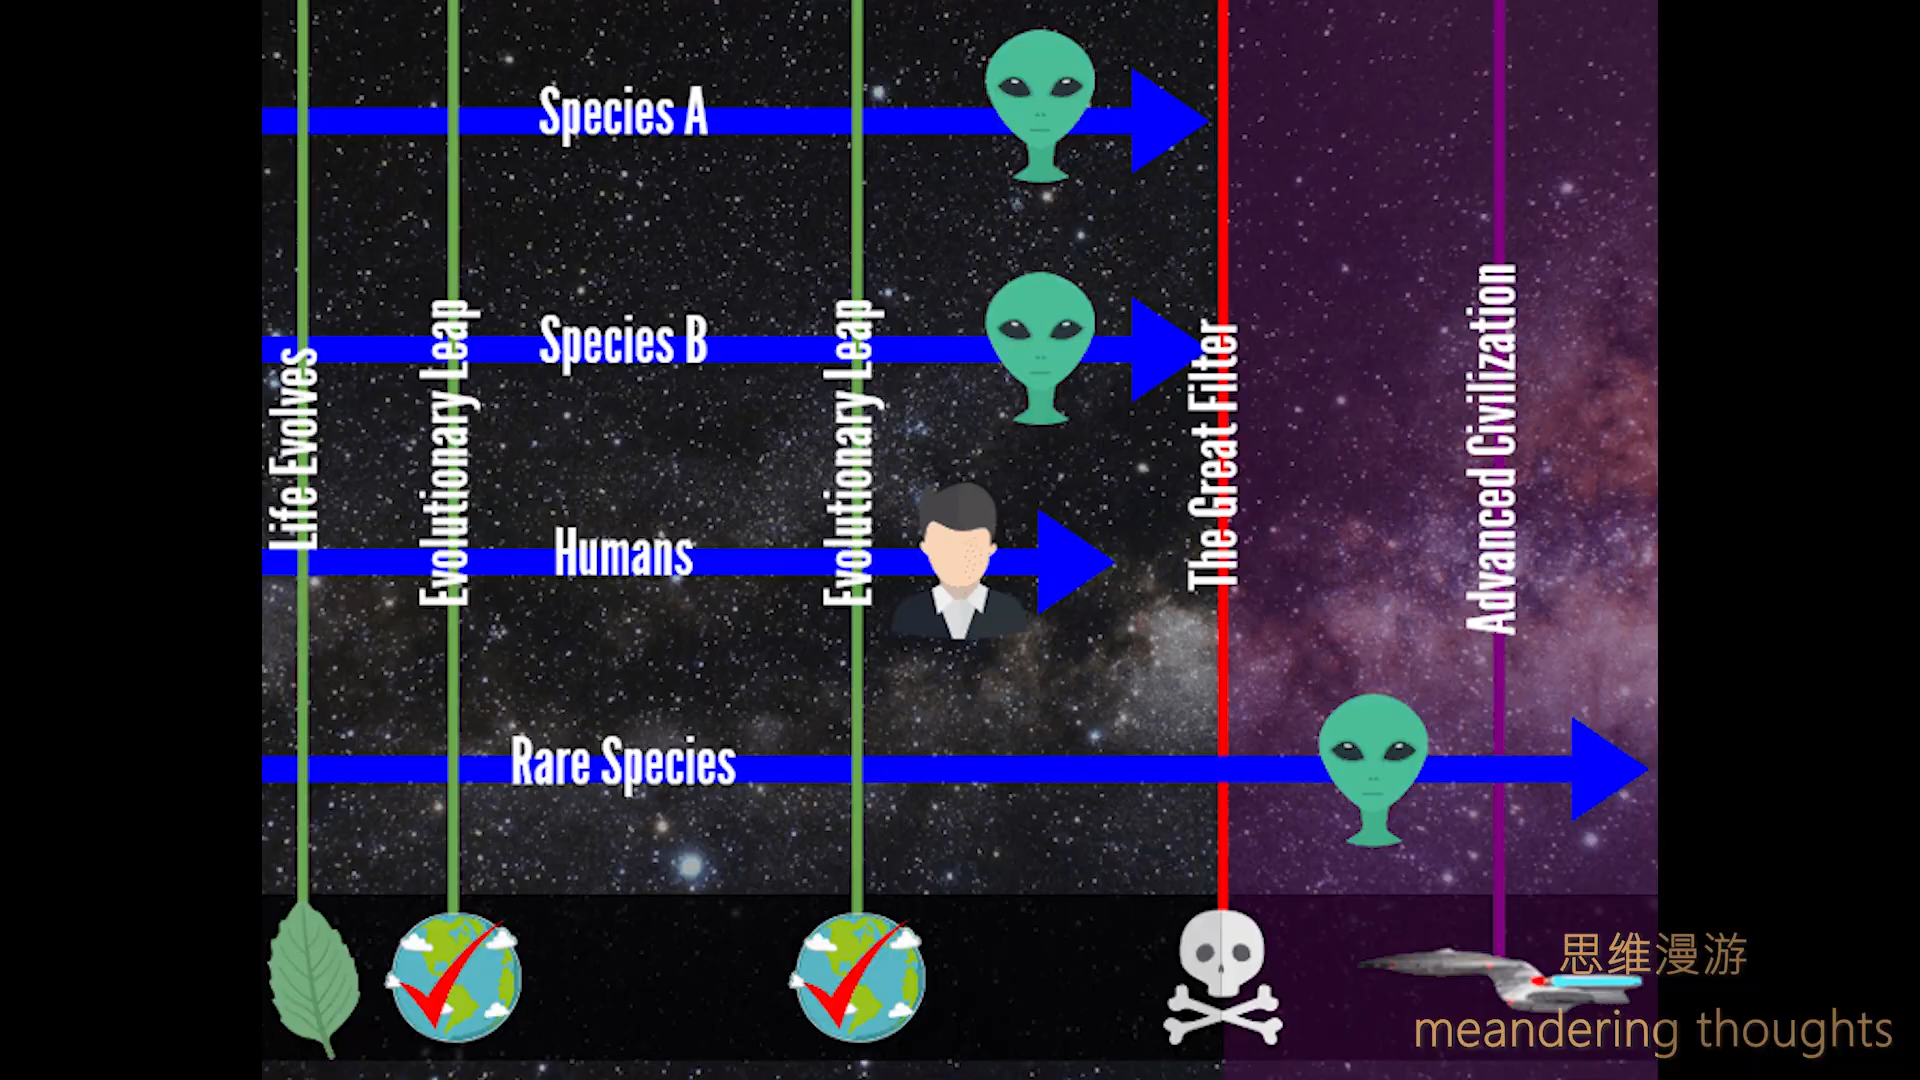 Species A
Species B
Humans
Rare Species
Life Evolves
Evolutionary Leap
Evolutionary Leap
The Great Filter
Advanced Civilization
思维漫游
meandering thoughts